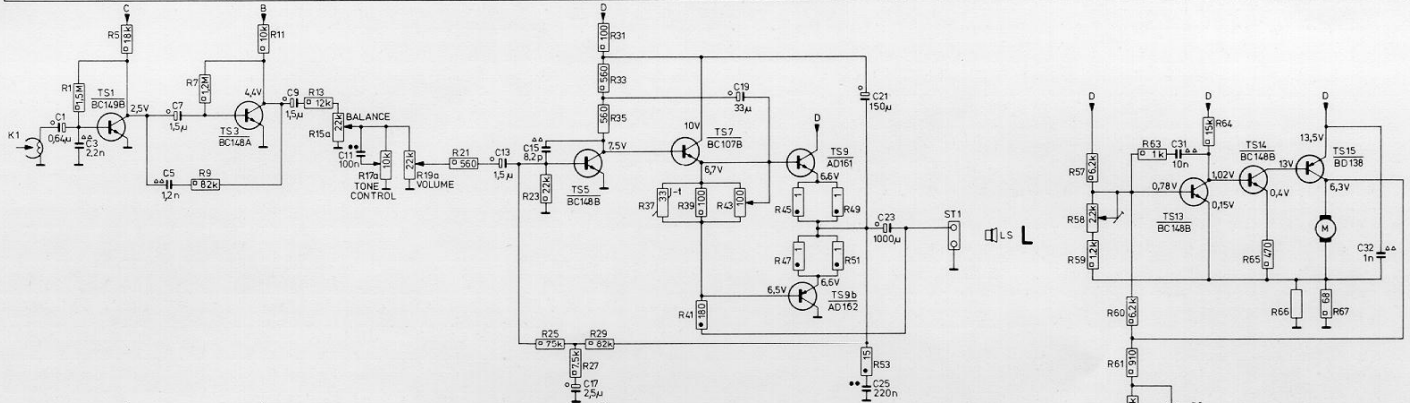 C
R5
18k
B
10k
R11
R1
1,5M
TS1
BC149B
2,5V
R7
1,2M
C7
1,5µ
4,4V
TS3
BC148A
C9
1,5µ
R13
12k
BALANCE
R15a
22k
K1
C1
0,64µ
C3
2,2n
C5
1,2n
R9
82k
C11
100n
10k
R17a
TONE
CONTROL
22k
R19a
VOLUME
R21
560
C13
1,5µ
D
100
R31
560
R33
560
R35
C15
8,2p
R23
22k
7,5V
TS5
BC148B
C19
33µ
10V
TS7
BC107B
6,7V
R37
33
-t
R39
100
R43
100
C21
150µ
D
TS9
AD161
6,6V
R45
1
1
R49
R47
1
1
R51
6,5V
6,6V
TS9b
AD162
R41
180
C23
1000µ
ST1
LS
L
R25
75k
R29
82k
7,5k
R27
C17
2,5µ
15
R53
C25
220n
D
R57
6,2k
R58
2,2k
R59
1,2k
R63
1k
C31
10n
D
15k
R64
0,78V
1,02V
0,15V
TS13
BC148B
TS14
BC148B
13V
0,4V
R65
470
D
13,5V
TS15
BD138
6,3V
M
C32
1n
R66
68
R67
R60
6,2k
R61
910